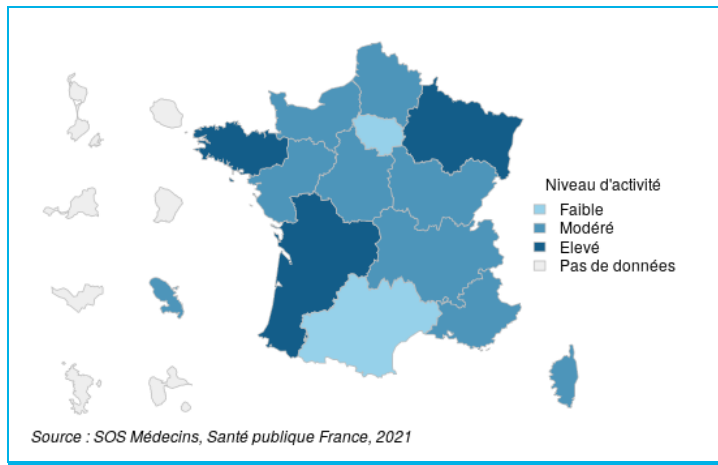 Niveau d'activité
Faible
Modéré
Elevé
Pas de données
Source : SOS Médecins, Santé publique France, 2021